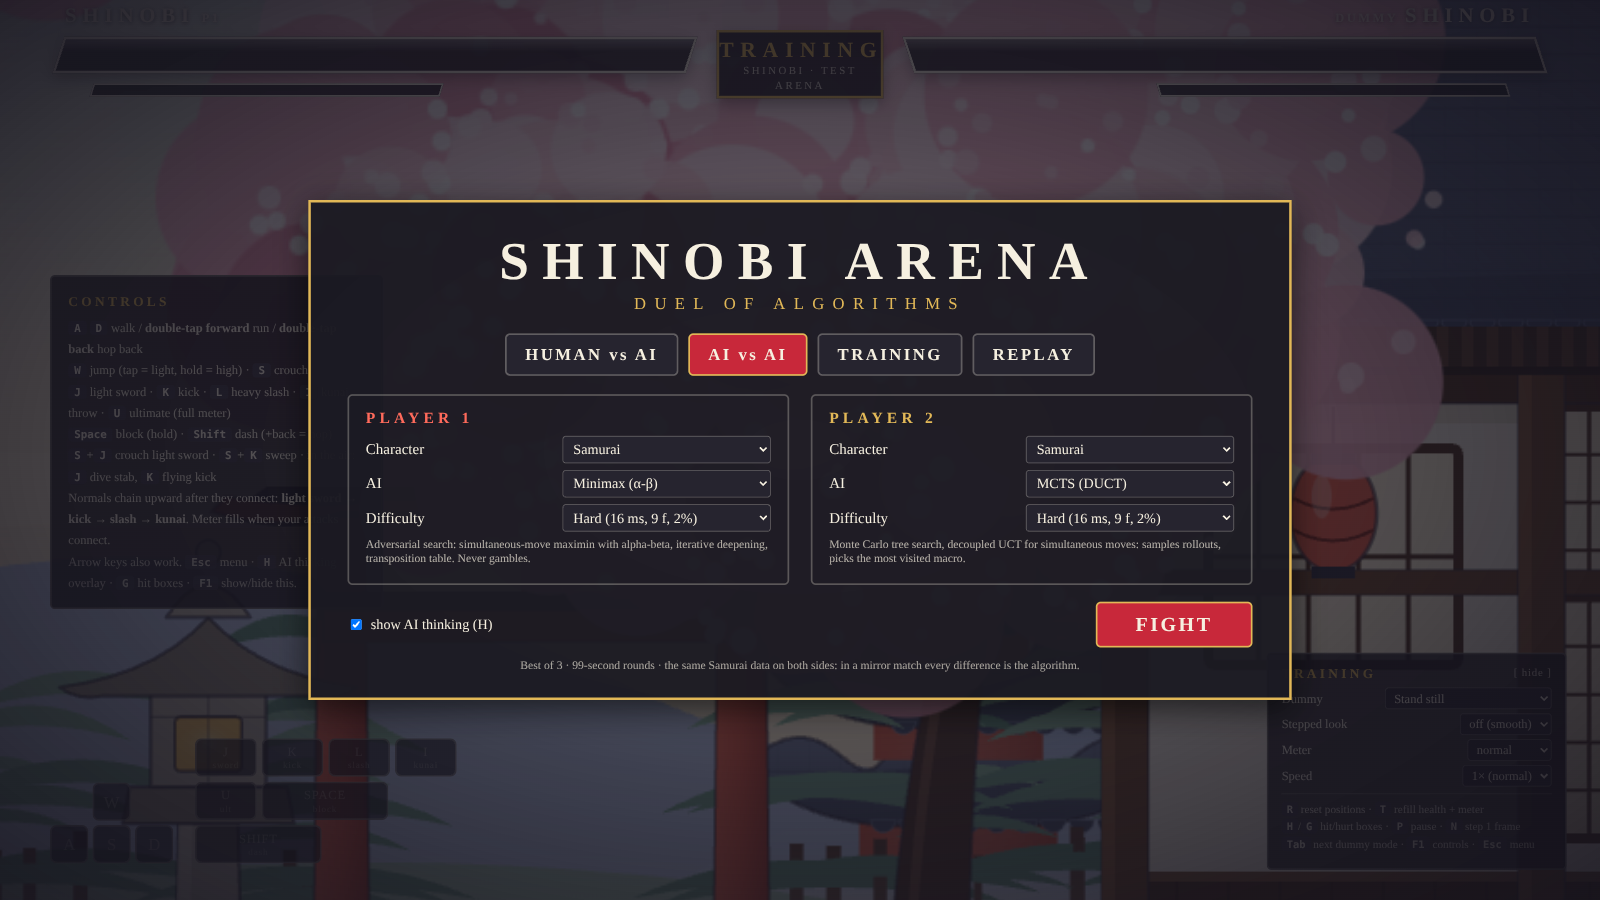 SHINOBI
DUMMY SHINOBI
TRAINING
SHINOBI · TEST
ARENA
SHINOBI ARENA
DUEL OF ALGORITHMS
HUMAN vs AI
AI vs AI
TRAINING
REPLAY
PLAYER 1
Character
Samurai
AI
Minimax (α-β)
Difficulty
Hard (16 ms, 9 f, 2%)
Adversarial search: simultaneous-move maximin with alpha-beta, iterative deepening,
transposition table. Never gambles.
PLAYER 2
Character
Samurai
AI
MCTS (DUCT)
Difficulty
Hard (16 ms, 9 f, 2%)
Monte Carlo tree search, decoupled UCT for simultaneous moves: samples rollouts,
picks the most visited macro.
show AI thinking (H)
FIGHT
Best of 3 · 99-second rounds · the same Samurai data on both sides: in a mirror match every difference is the algorithm.
CONTROLS
A D walk / double-tap forward run /
back hop back
W jump (tap = light, hold = high) · S crouch
J light sword · K kick · L heavy slash ·
throw · U ultimate (full meter)
Space block (hold) · Shift dash (+back =
S + J crouch light sword · S + K sweep ·
J dive stab, K flying kick
Normals chain upward after they connect: light
kick → slash → kunai. Meter fills when your
connect.
Arrow keys also work. Esc menu · H AI
overlay · G hit boxes · F1 show/hide this.
TRAINING
[ hide ]
Dummy
Stand still
Stepped look
off (smooth)
Meter
normal
Speed
1× (normal)
R reset positions · T refill health + meter
H / G hit/hurt boxes · P pause · N step 1 frame
Tab next dummy mode · F1 controls · Esc menu
J
K
L
I
W
U
SPACE
A
S
D
SHIFT